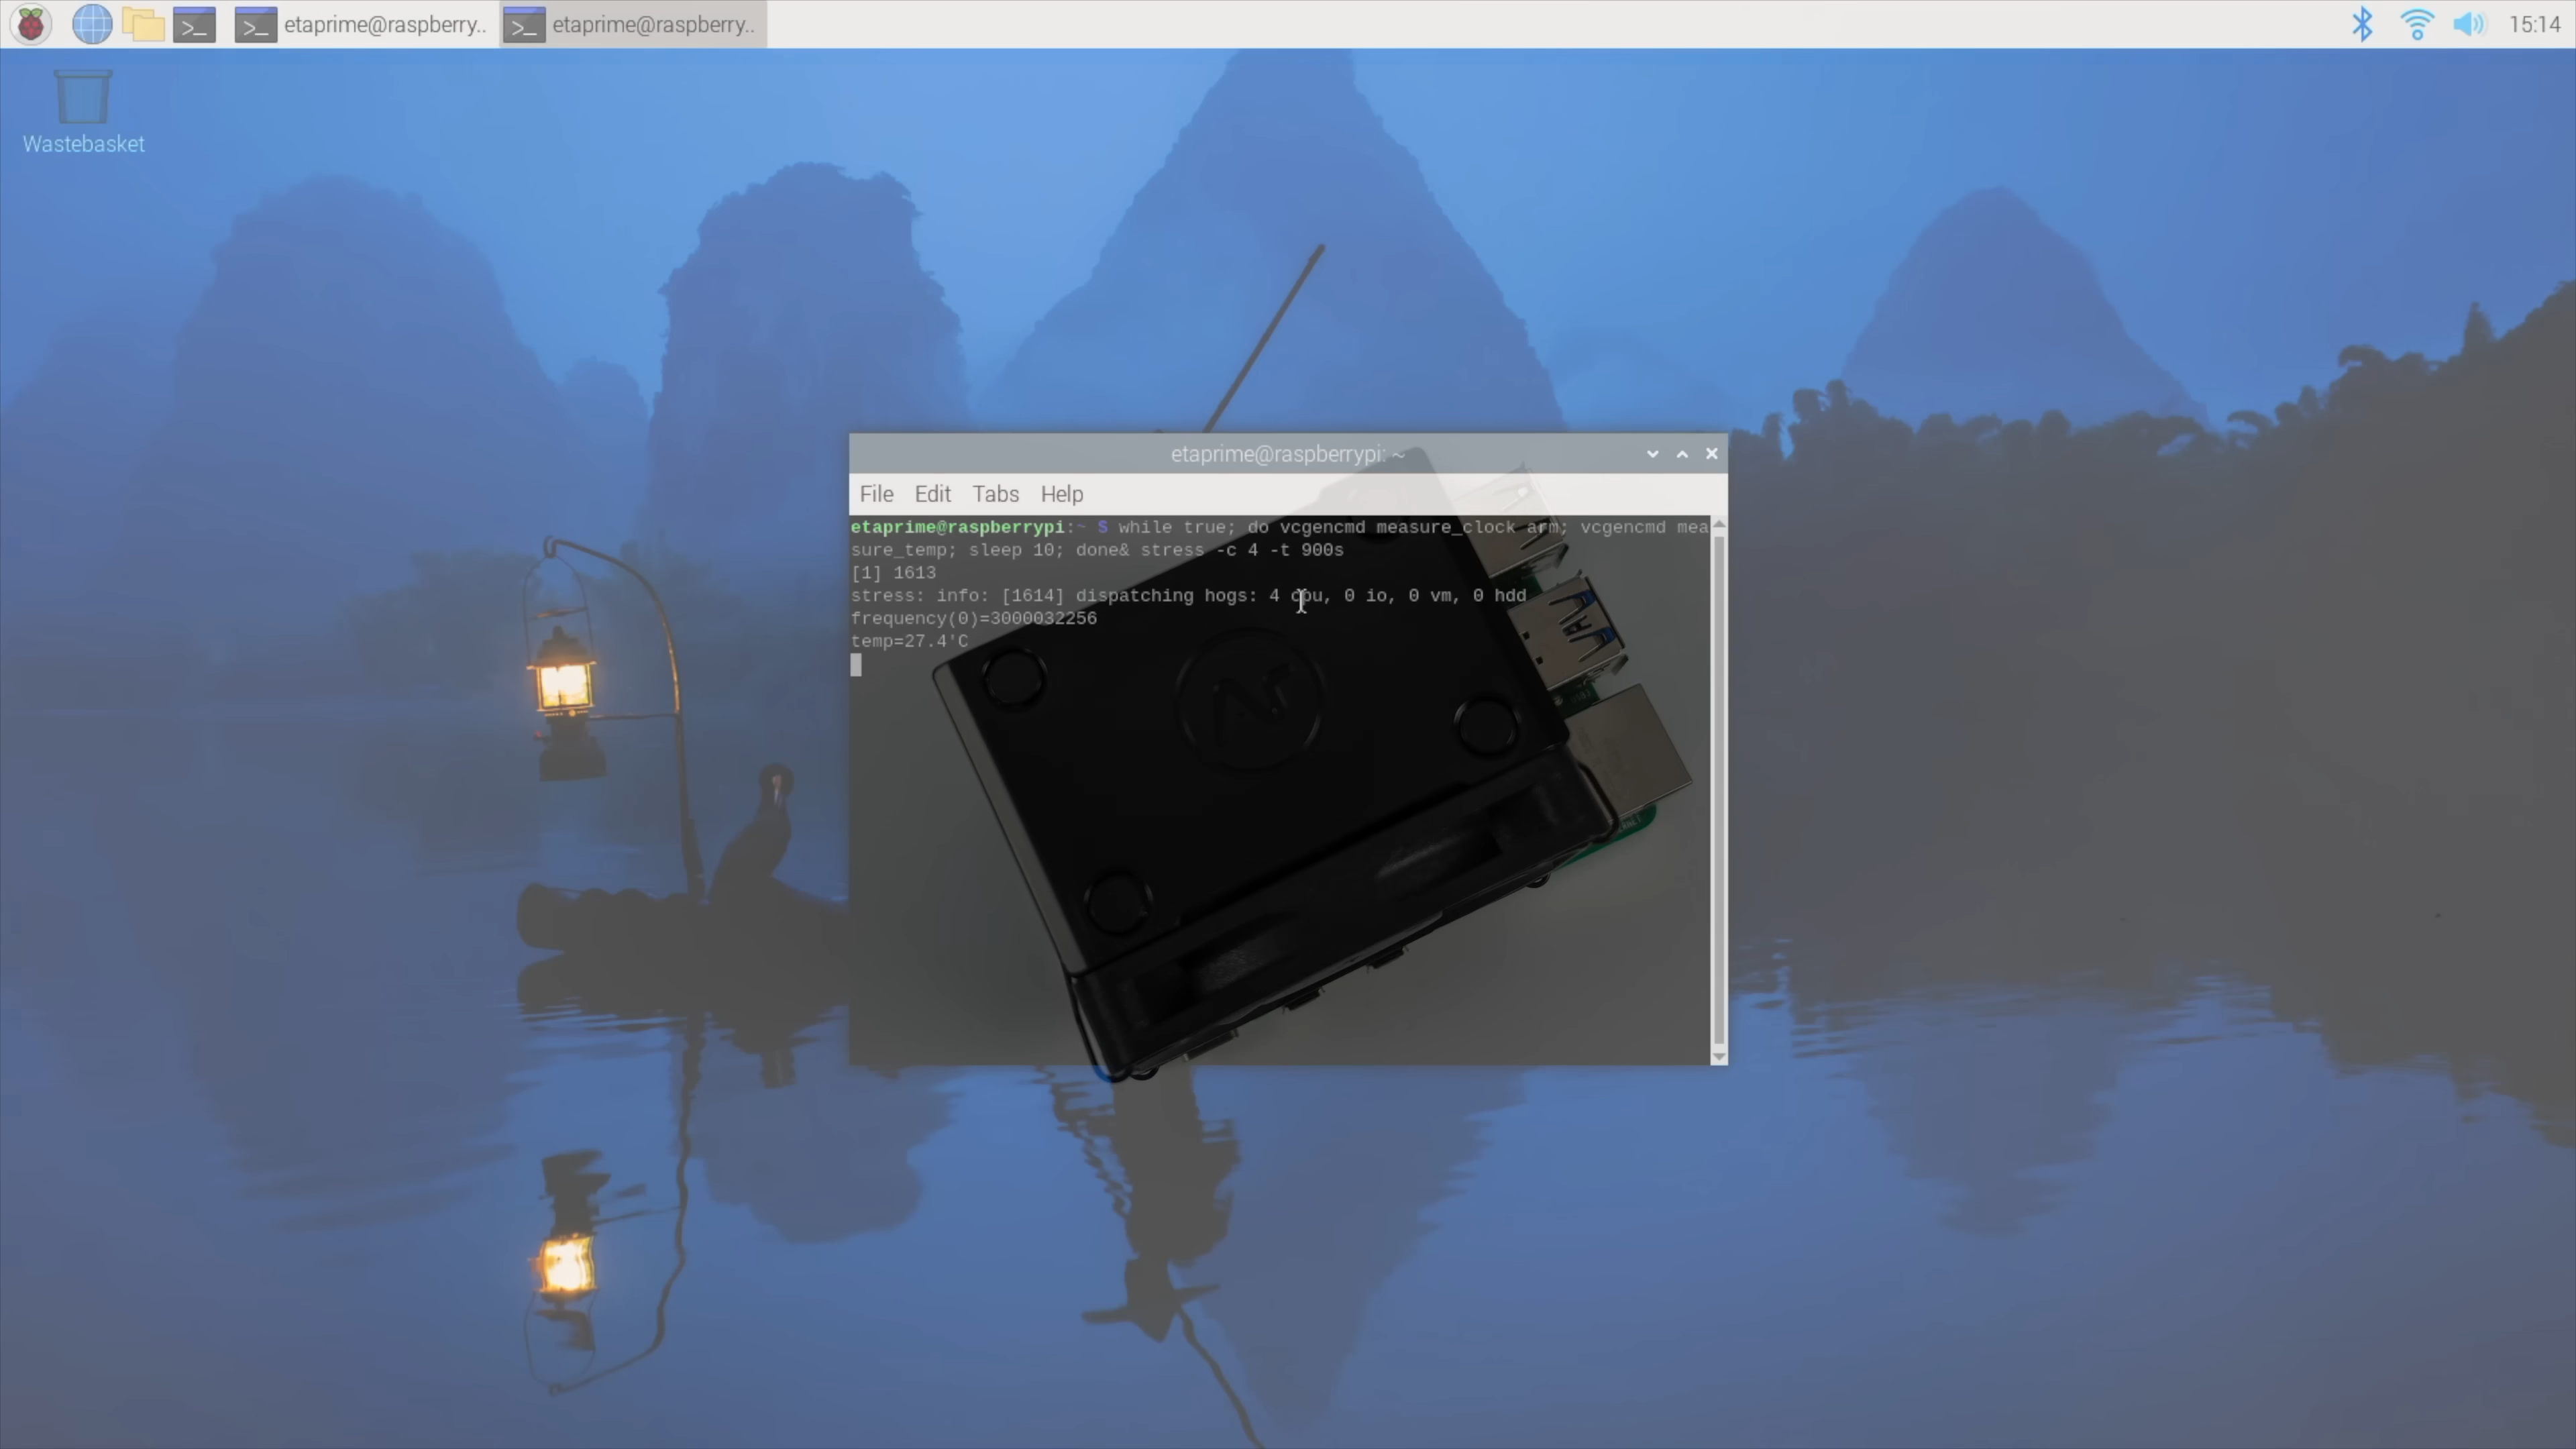 etaprime@raspberry..
etaprime@raspberry..
15:14
Wastebasket
etaprime@raspberrypi: ~
File Edit Tabs Help
etaprime@raspberrypi:~ $ while true; do vcgencmd measure_clock arm; vcgencmd mea
sure_temp; sleep 10; done& stress -c 4 -t 900s
[1] 1613
stress: info: [1614] dispatching hogs: 4 cpu, 0 io, 0 vm, 0 hdd
frequency(0)=3000032256
temp=27.4'C